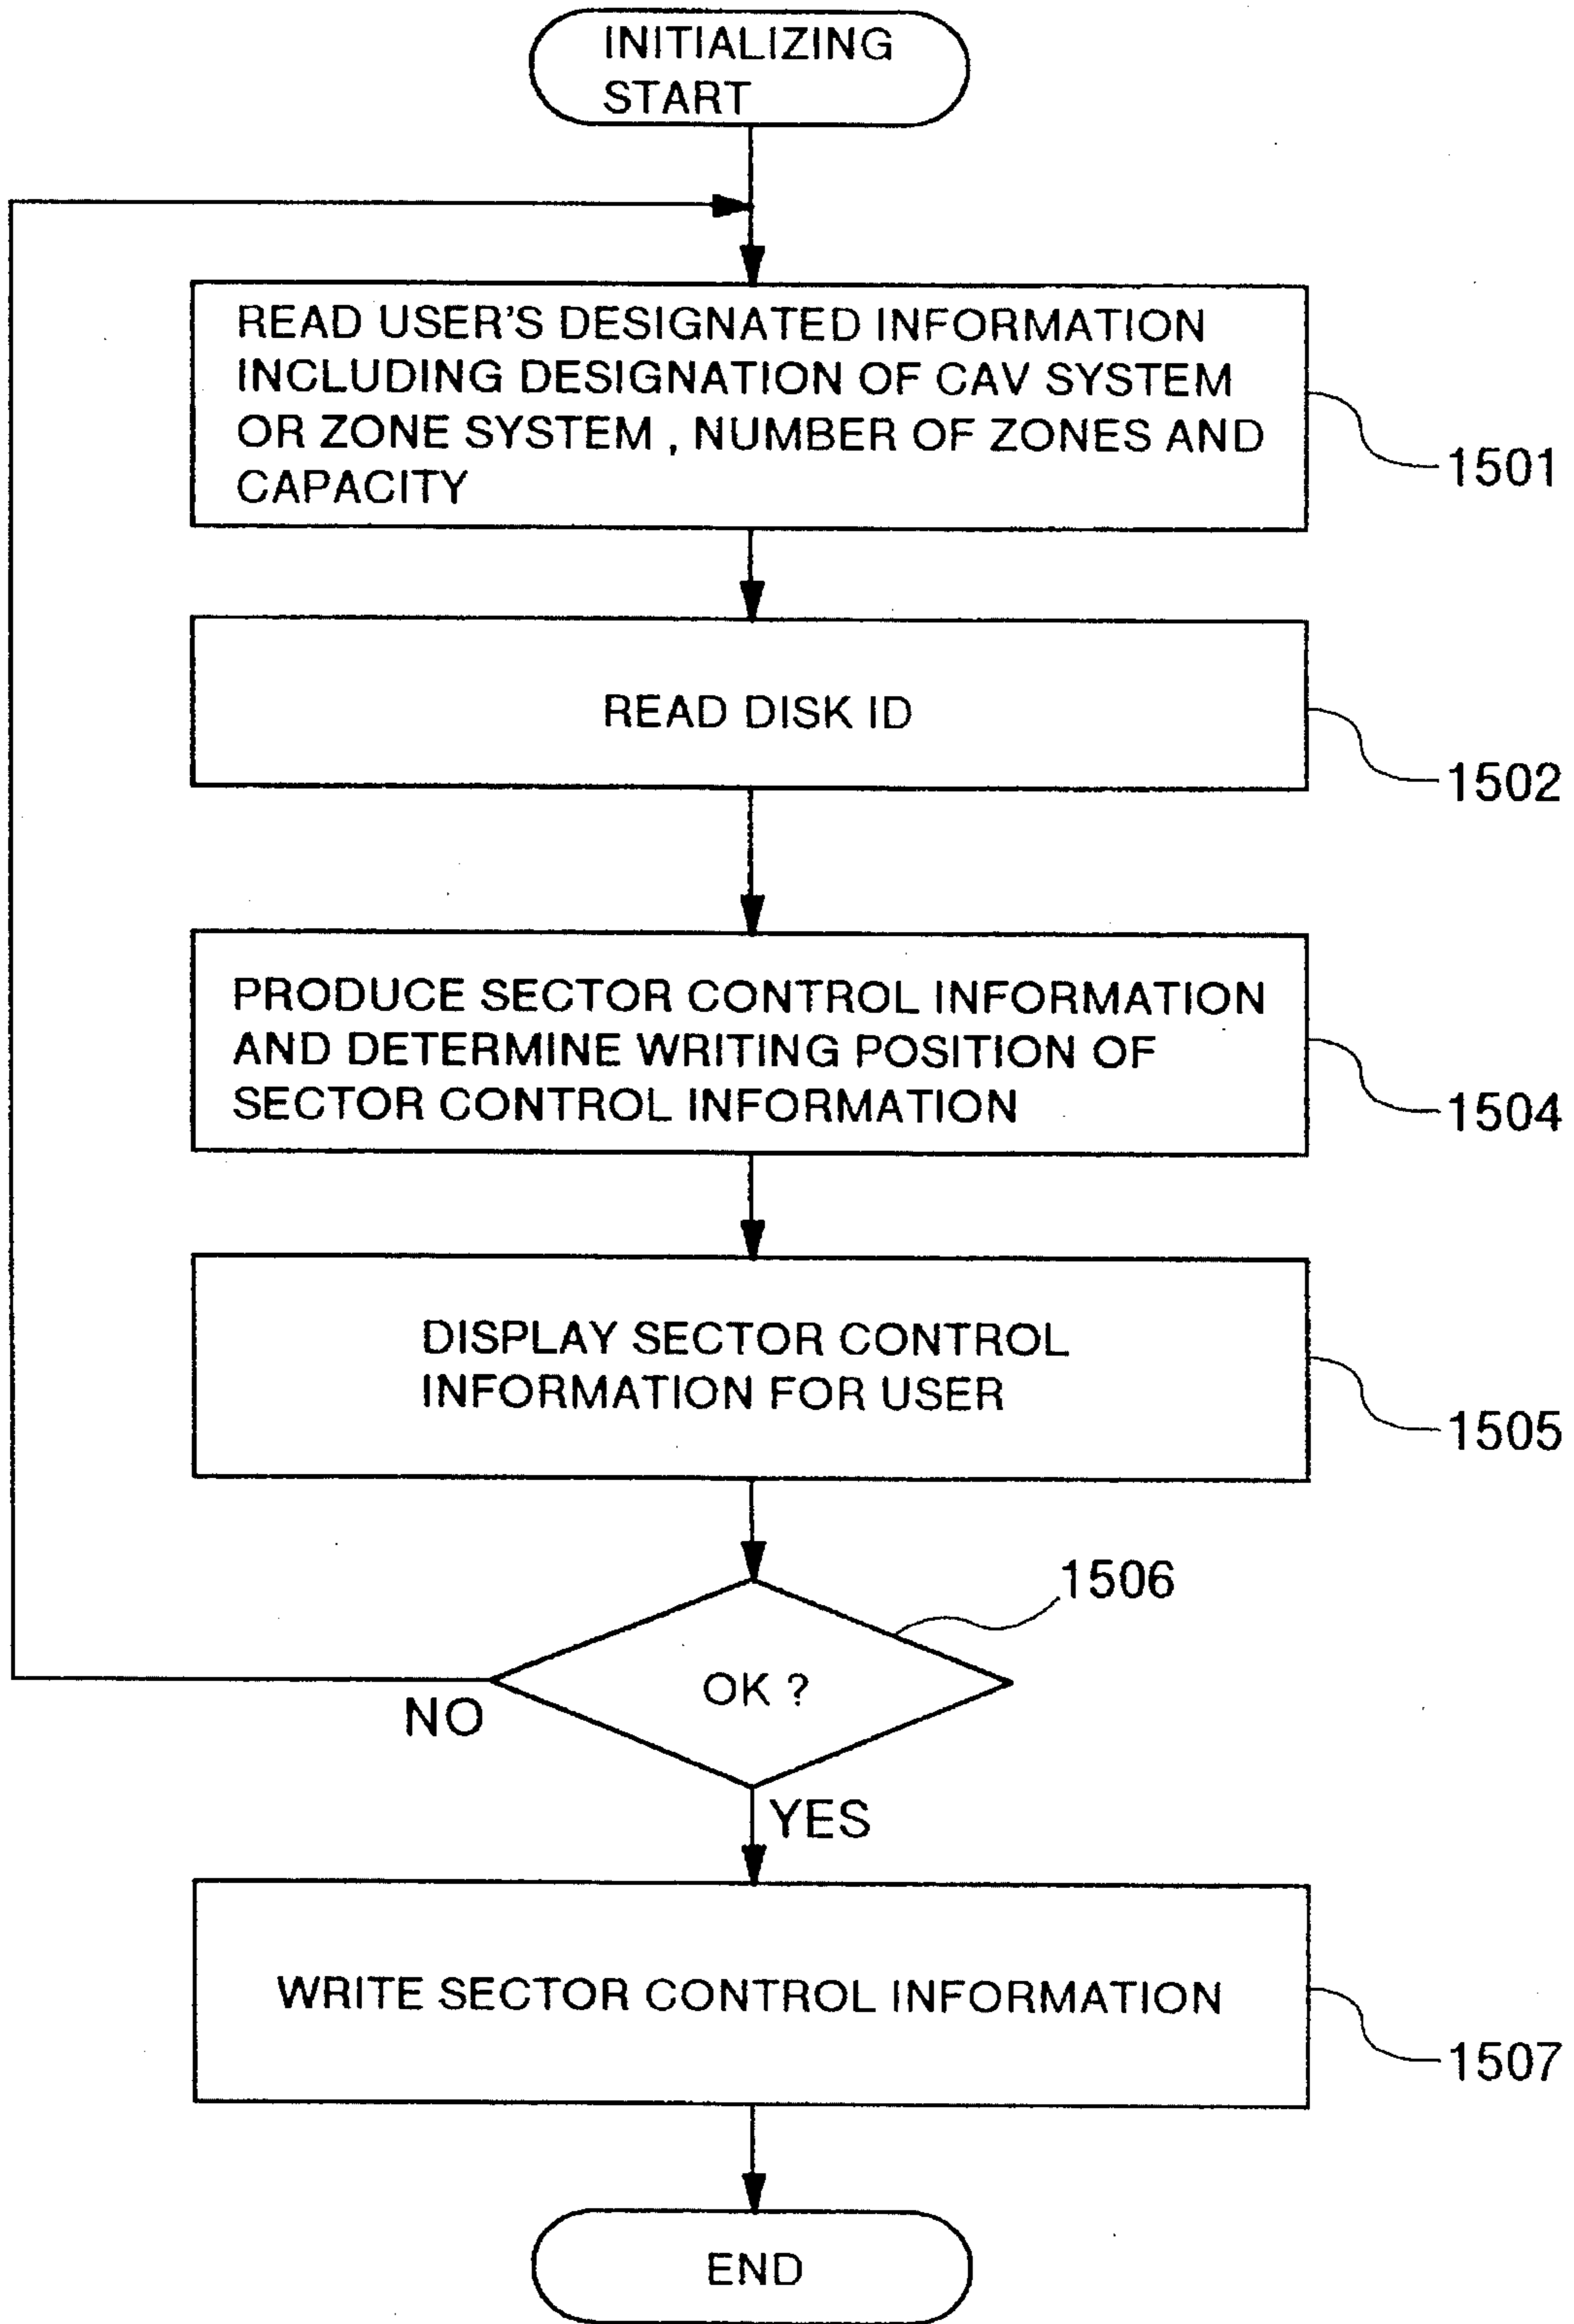 INITIALIZING
START
READ USER'S DESIGNATED INFORMATION
INCLUDING DESIGNATION OF CAV SYSTEM
OR ZONE SYSTEM , NUMBER OF ZONES AND
CAPACITY
1501
READ DISK ID
1502
PRODUCE SECTOR CONTROL INFORMATION
AND DETERMINE WRITING POSITION OF
SECTOR CONTROL INFORMATION
1504
DISPLAY SECTOR CONTROL
INFORMATION FOR USER
1505
1506
OK ?
NO
YES
WRITE SECTOR CONTROL INFORMATION
1507
END